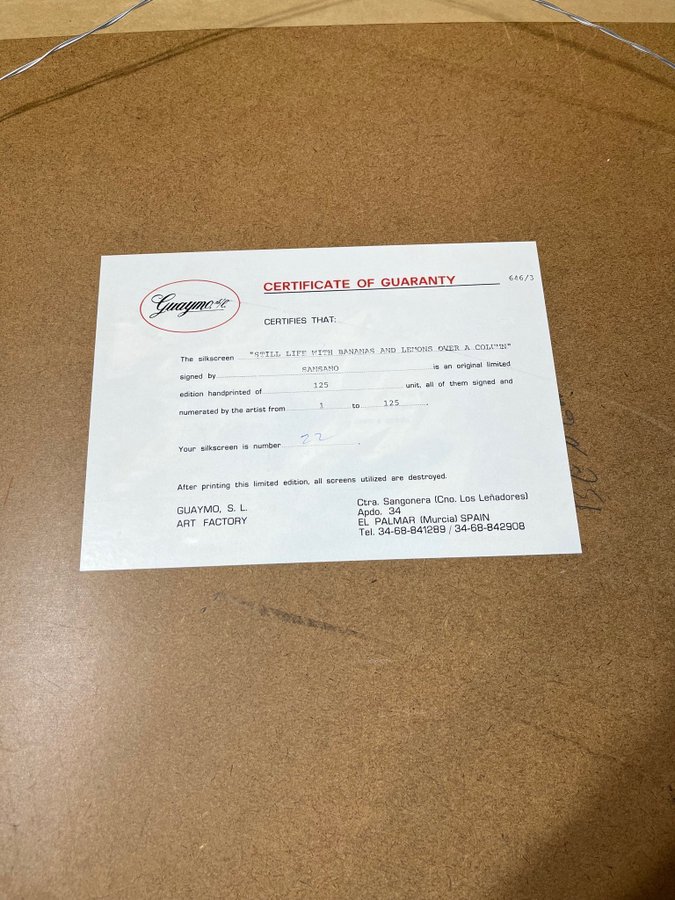 Guaymo, S.L.
CERTIFICATE OF GUARANTY
646/3
CERTIFIES THAT:
The silkscreen "STILL LIFE WITH BANANAS AND LEMONS OVER A COLUMN"
signed by SANSANO is an original limited
edition handprinted of 125 unit, all of them signed and
numerated by the artist from 1 to 125.
Your silkscreen is number 22.
After printing this limited edition, all screens utilized are destroyed.
GUAYMO, S. L.
ART FACTORY
Ctra. Sangonera (Cno. Los Leñadores)
Apdo. 34
EL PALMAR (Murcia) SPAIN
Tel. 34-68-841289 / 34-68-842908